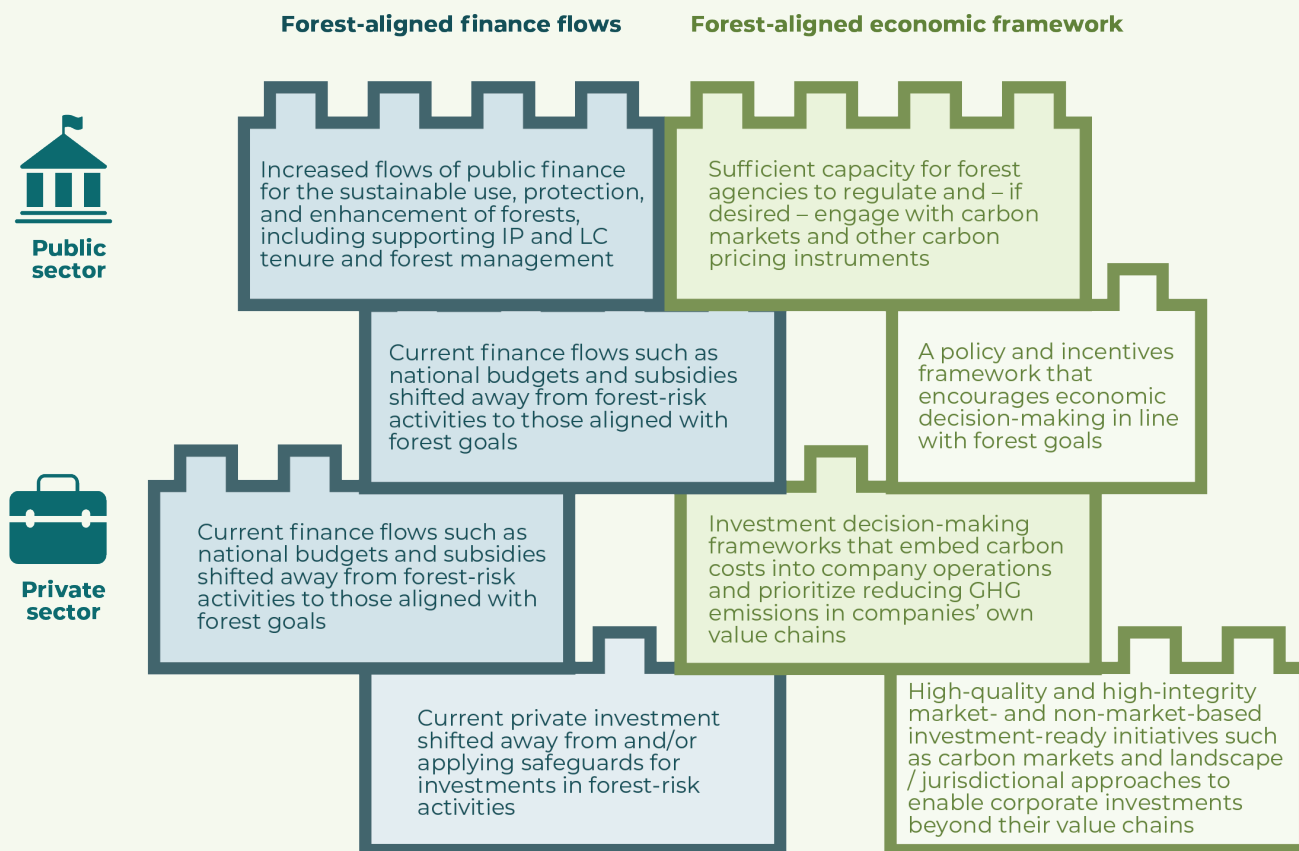 Forest-aligned finance flows
Forest-aligned economic framework
Public
sector
Increased flows of public finance
for the sustainable use, protection,
and enhancement of forests,
including supporting IP and LC
tenure and forest management
Sufficient capacity for forest
agencies to regulate and – if
desired – engage with carbon
markets and other carbon
pricing instruments
Current finance flows such as
national budgets and subsidies
shifted away from forest-risk
activities to those aligned with
forest goals
A policy and incentives
framework that
encourages economic
decision-making in line
with forest goals
Private
sector
Current finance flows such as
national budgets and subsidies
shifted away from forest-risk
activities to those aligned with
forest goals
Investment decision-making
frameworks that embed carbon
costs into company operations
and prioritize reducing GHG
emissions in companies’ own
value chains
Current private investment
shifted away from and/or
applying safeguards for
investments in forest-risk
activities
High-quality and high-integrity
market- and non-market-based
investment-ready initiatives such
as carbon markets and landscape
/ jurisdictional approaches to
enable corporate investments
beyond their value chains